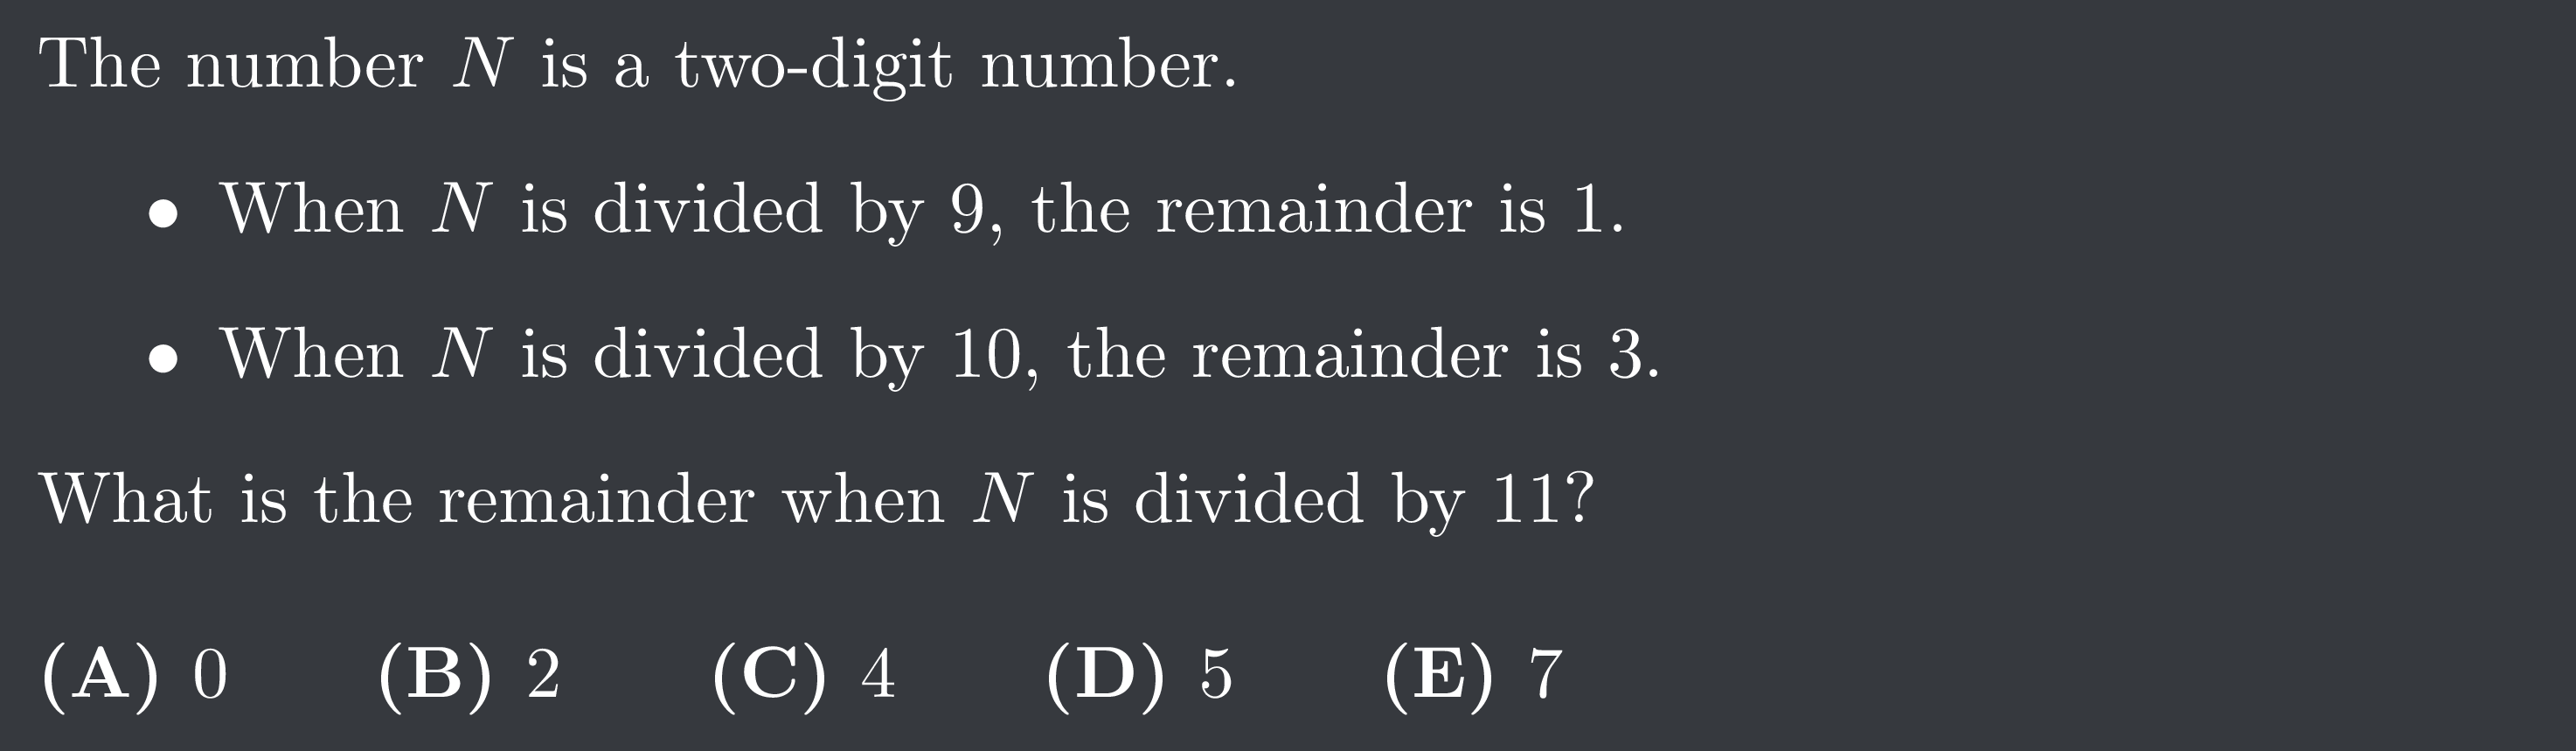 The number N is a two-digit number.
• When N is divided by 9, the remainder is 1.
• When N is divided by 10, the remainder is 3.
What is the remainder when N is divided by 11?
(A) 0 (B) 2 (C) 4 (D) 5 (E) 7